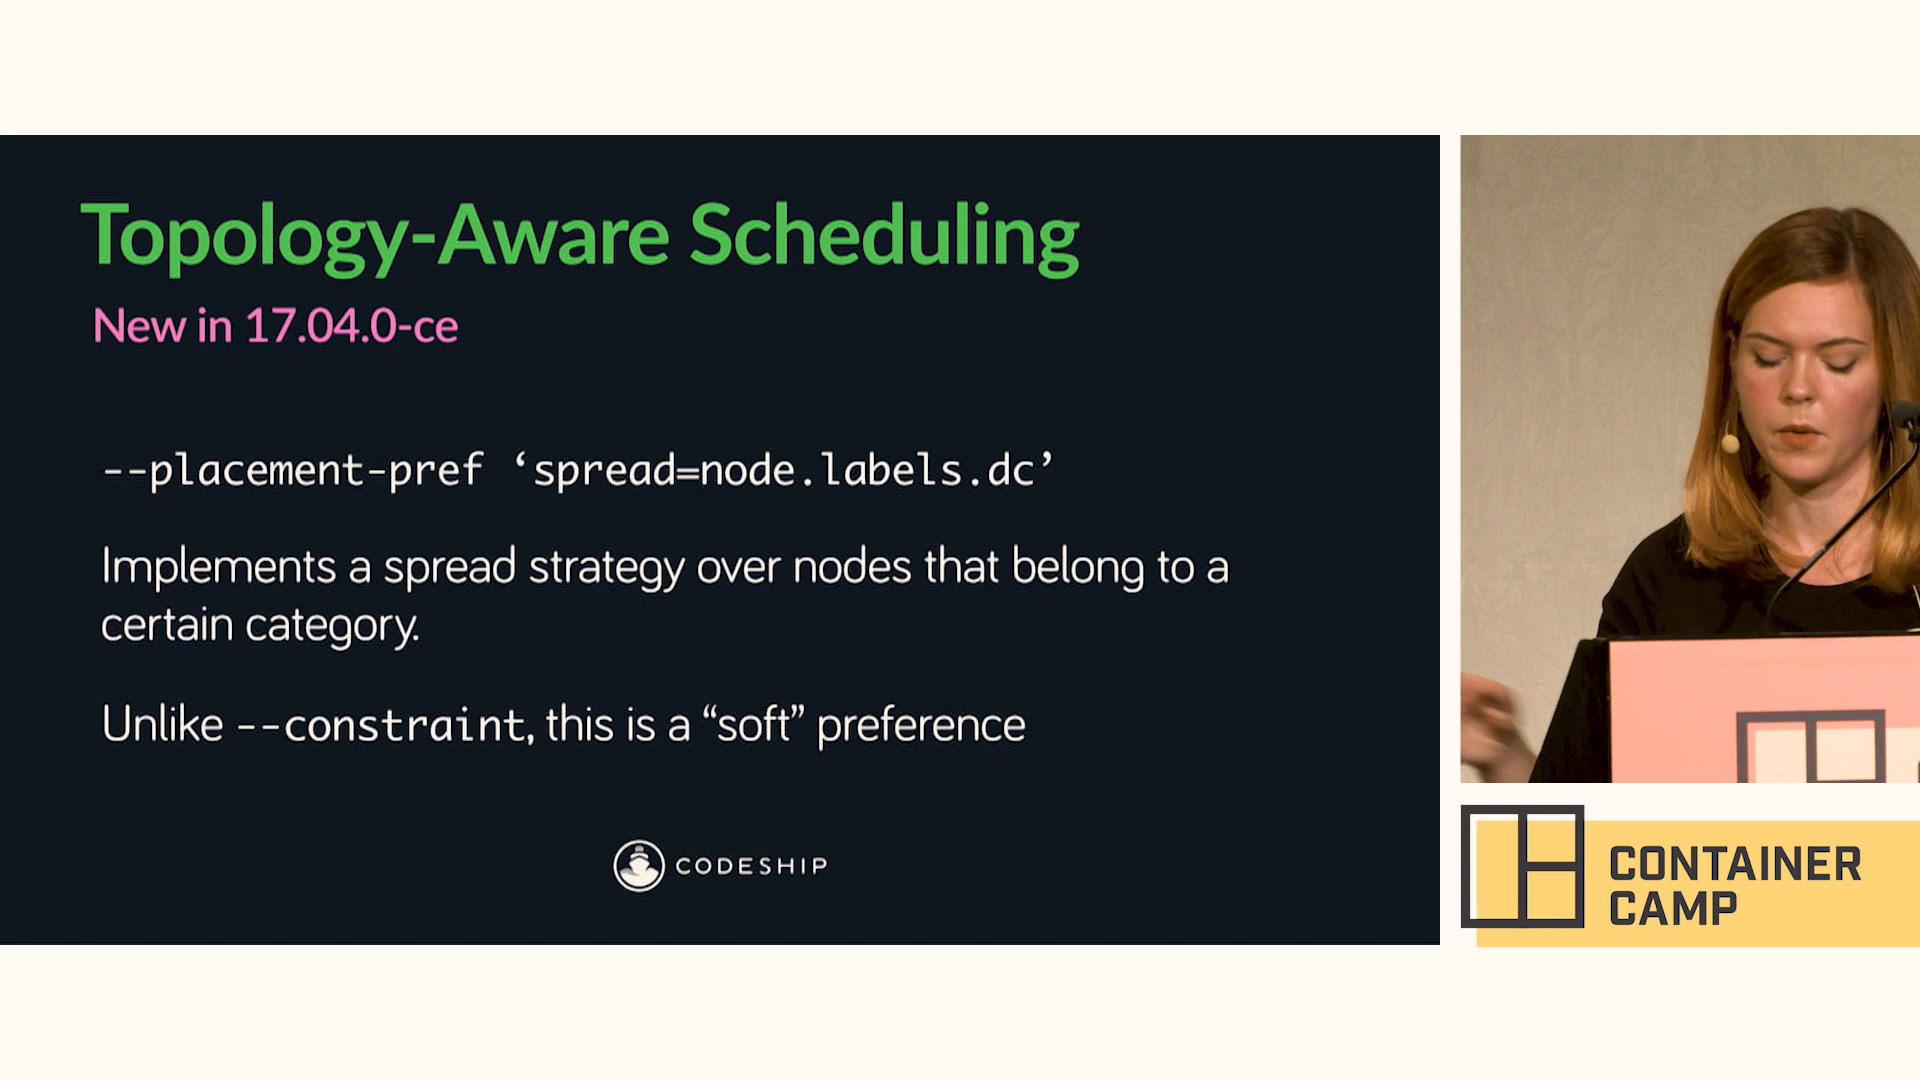 Topology-Aware Scheduling
New in 17.04.0-ce
--placement-pref ‘spread=node.labels.dc’
Implements a spread strategy over nodes that belong to a
certain category.
Unlike --constraint, this is a “soft” preference
CODESHIP
CONTAINER
CAMP